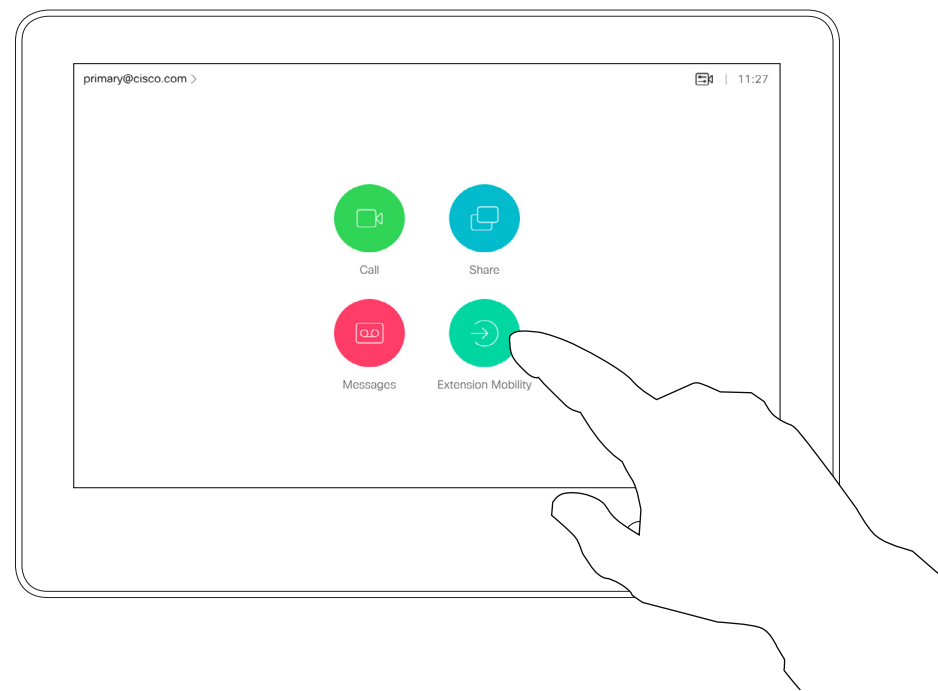 primary@cisco.com >
11:27
Call
Share
Messages
Extension Mobility